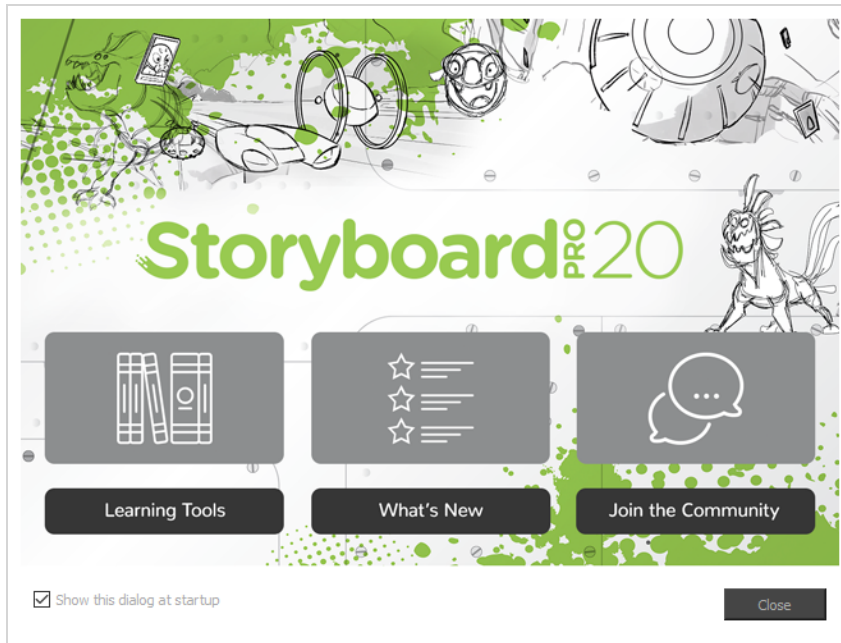 Storyboard PRO 20
Learning Tools
What's New
Join the Community
Show this dialog at startup
Close